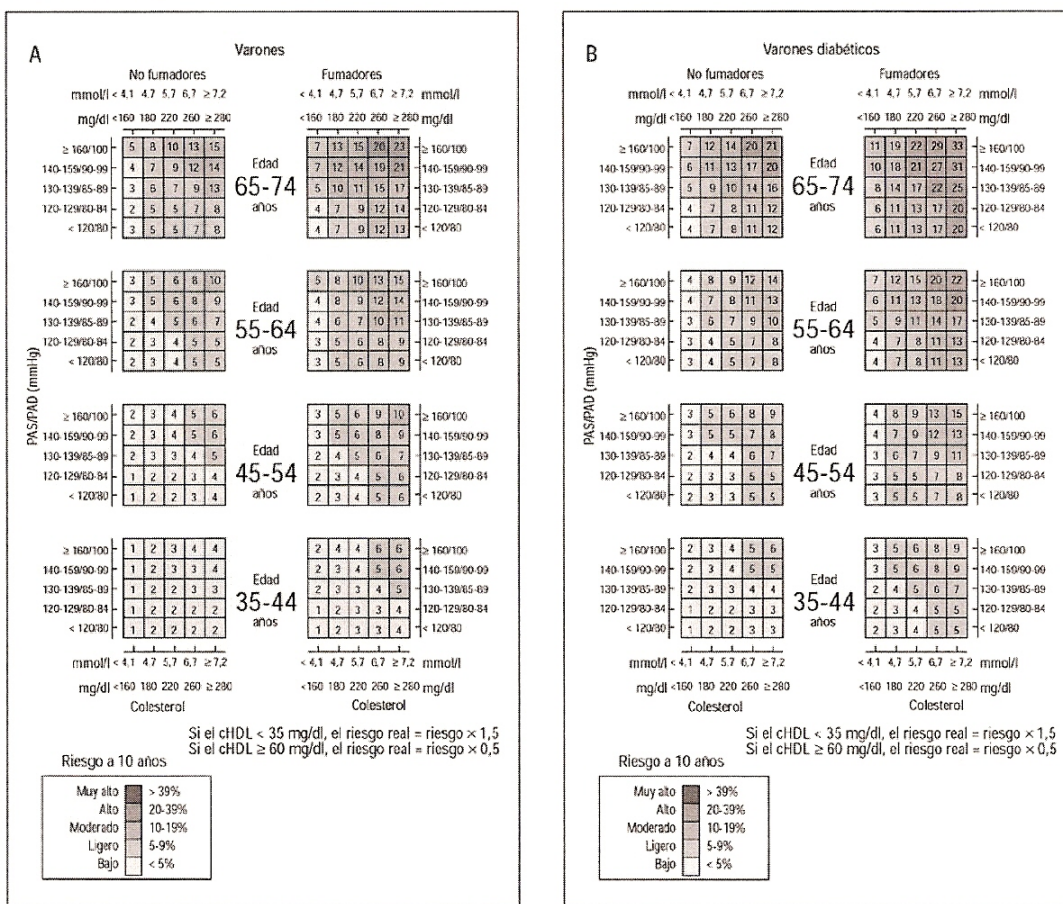 A
Varones
No fumadores Fumadores
mmol/l < 4,1 4,7 5,7 6,7 ≥ 7,2 < 4,1 4,7 5,7 6,7 ≥ 7,2 mmol/l
mg/dl <160 180 220 260 ≥ 280 <160 180 220 260 ≥ 280 mg/dl
≥ 160/100 5 8 10 13 15 7 13 15 20 23 ≥ 160/100
140-159/90-99 4 7 9 12 14 Edad 7 12 14 19 21 140-159/90-99
130-139/85-89 3 6 7 9 13 65-74 5 10 11 15 17 130-139/85-89
120-129/80-84 2 5 5 7 8 años 4 7 9 12 14 120-129/80-84
< 120/80 3 5 5 7 8 4 7 9 12 13 < 120/80
≥ 160/100 3 5 6 8 10 5 8 10 13 15 ≥ 160/100
140-159/90-99 3 5 6 8 9 Edad 4 8 9 12 14 140-159/90-99
130-139/85-89 2 4 5 6 7 55-64 4 6 7 10 11 130-139/85-89
120-129/80-84 2 3 4 5 5 años 3 5 6 8 9 120-129/80-84
< 120/80 2 3 4 5 5 3 5 6 8 9 < 120/80
PAS/PAD (mmHg)
≥ 160/100 2 3 4 5 6 3 5 6 9 10 ≥ 160/100
140-159/90-99 2 3 4 5 6 Edad 3 5 6 8 9 140-159/90-99
130-139/85-89 2 3 3 4 5 45-54 2 4 5 6 7 130-139/85-89
120-129/80-84 1 2 2 3 4 años 2 3 4 5 6 120-129/80-84
< 120/80 1 2 2 3 4 2 3 4 5 6 < 120/80
≥ 160/100 1 2 3 4 4 2 4 4 6 6 ≥ 160/100
140-159/90-99 1 2 3 3 4 Edad 2 3 4 5 6 140-159/90-99
130-139/85-89 1 2 2 3 3 35-44 2 3 3 4 5 130-139/85-89
120-129/80-84 1 2 2 2 2 años 1 2 3 3 4 120-129/80-84
< 120/80 1 2 2 2 2 1 2 3 3 4 < 120/80
mmol/l < 4,1 4,7 5,7 6,7 ≥ 7,2 < 4,1 4,7 5,7 6,7 ≥ 7,2 mmol/l
mg/dl <160 180 220 260 ≥ 280 <160 180 220 260 ≥ 280 mg/dl
Colesterol Colesterol
Si el cHDL < 35 mg/dl, el riesgo real = riesgo × 1,5
Si el cHDL ≥ 60 mg/dl, el riesgo real = riesgo × 0,5
Riesgo a 10 años
Muy alto > 39%
Alto 20-39%
Moderado 10-19%
Ligero 5-9%
Bajo < 5%
B
Varones diabéticos
No fumadores Fumadores
mmol/l < 4,1 4,7 5,7 6,7 ≥ 7,2 < 4,1 4,7 5,7 6,7 ≥ 7,2 mmol/l
mg/dl <160 180 220 260 ≥ 280 <160 180 220 260 ≥ 280 mg/dl
≥ 160/100 7 12 14 20 21 11 19 22 29 33 ≥ 160/100
140-159/90-99 6 11 13 17 20 Edad 10 18 21 27 31 140-159/90-99
130-139/85-89 5 9 10 14 16 65-74 8 14 17 22 25 130-139/85-89
120-129/80-84 4 7 8 11 12 años 6 11 13 17 20 120-129/80-84
< 120/80 4 7 8 11 12 6 11 13 17 20 < 120/80
≥ 160/100 4 8 9 12 14 7 12 15 20 22 ≥ 160/100
140-159/90-99 4 7 8 11 13 Edad 6 11 13 18 20 140-159/90-99
130-139/85-89 3 6 7 9 10 55-64 5 9 11 14 17 130-139/85-89
120-129/80-84 3 4 5 7 8 años 4 7 8 11 13 120-129/80-84
< 120/80 3 4 5 7 8 4 7 8 11 13 < 120/80
PAS/PAD (mmHg)
≥ 160/100 3 5 6 8 9 4 8 9 13 15 ≥ 160/100
140-159/90-99 3 5 5 7 8 Edad 4 7 9 12 13 140-159/90-99
130-139/85-89 2 4 4 6 7 45-54 3 6 7 9 11 130-139/85-89
120-129/80-84 2 3 3 5 5 años 3 5 5 7 8 120-129/80-84
< 120/80 2 3 3 5 5 3 5 5 7 8 < 120/80
≥ 160/100 2 3 4 5 6 3 5 6 8 9 ≥ 160/100
140-159/90-99 2 3 4 5 5 Edad 3 5 6 8 9 140-159/90-99
130-139/85-89 2 3 3 4 4 35-44 2 4 5 6 7 130-139/85-89
120-129/80-84 1 2 2 3 3 años 2 3 4 5 5 120-129/80-84
< 120/80 1 2 2 3 3 2 3 4 5 5 < 120/80
mmol/l < 4,1 4,7 5,7 6,7 ≥ 7,2 < 4,1 4,7 5,7 6,7 ≥ 7,2 mmol/l
mg/dl <160 180 220 260 ≥ 280 <160 180 220 260 ≥ 280 mg/dl
Colesterol Colesterol
Si el cHDL < 35 mg/dl, el riesgo real = riesgo × 1,5
Si el cHDL ≥ 60 mg/dl, el riesgo real = riesgo ×0,5
Riesgo a 10 años
Muy alto > 39%
Alto 20-39%
Moderado 10-19%
Ligero 5-9%
Bajo < 5%